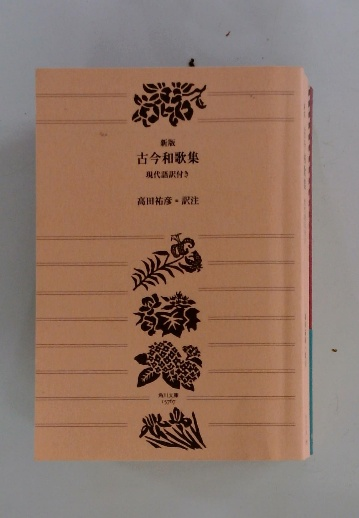 新版
古今和歌集
現代語訳付き
高田祐彦・訳注
角川文庫
15767